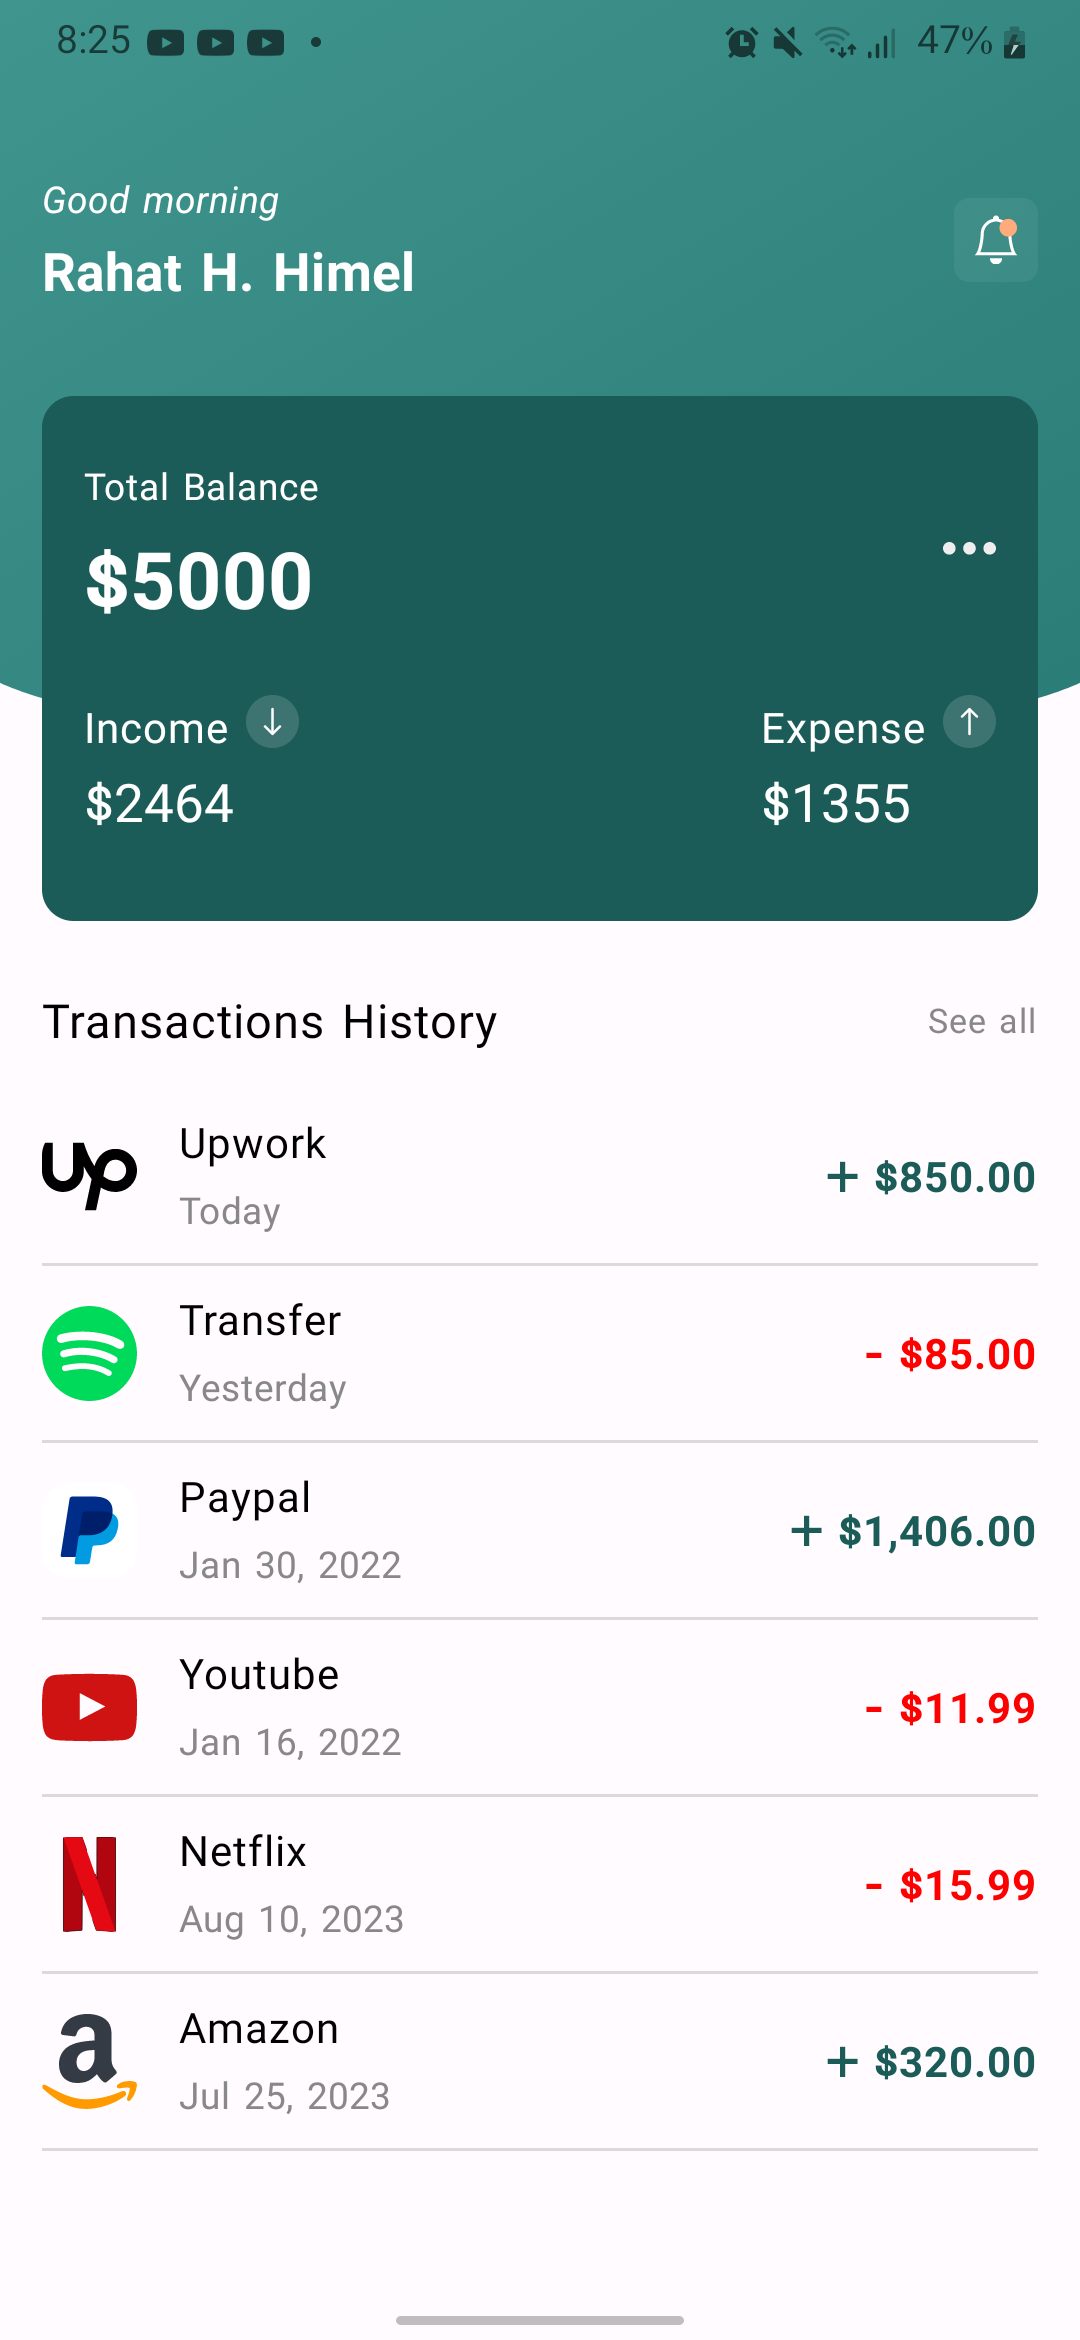 8:25
47%
Good morning
Rahat H. Himel
Total Balance
$5000
Income
Expense
$2464
$1355
Transactions History
See all
up
Upwork
+ $850.00
Today
Transfer
- $85.00
Yesterday
Paypal
+ $1,406.00
Jan 30, 2022
Youtube
- $11.99
Jan 16, 2022
Netflix
- $15.99
Aug 10, 2023
Amazon
+ $320.00
Jul 25, 2023